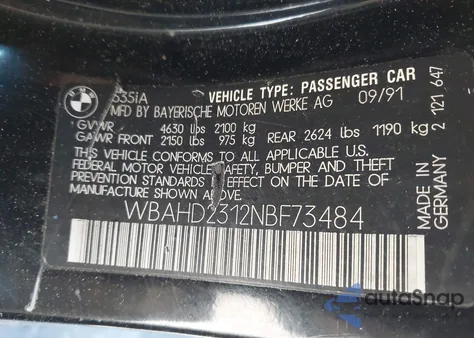 BMW
535iA
VEHICLE TYPE: PASSENGER CAR
MFD BY BAYERISCHE MOTOREN WERKE AG 09/91
GVWR 4630 lbs 2100 kg
GAWR FRONT 2150 lbs 975 kg REAR 2624 lbs 1190 kg
THIS VEHICLE CONFORMS TO ALL APPLICABLE
FEDERAL MOTOR VEHICLE SAFETY, BUMPER AND THEFT
PREVENTION STANDARDS IN EFFECT ON THE DATE OF
MANUFACTURE SHOWN ABOVE.
WBAHD2312NBF73484
MADE IN
GERMANY
2 121 647
autoSnap